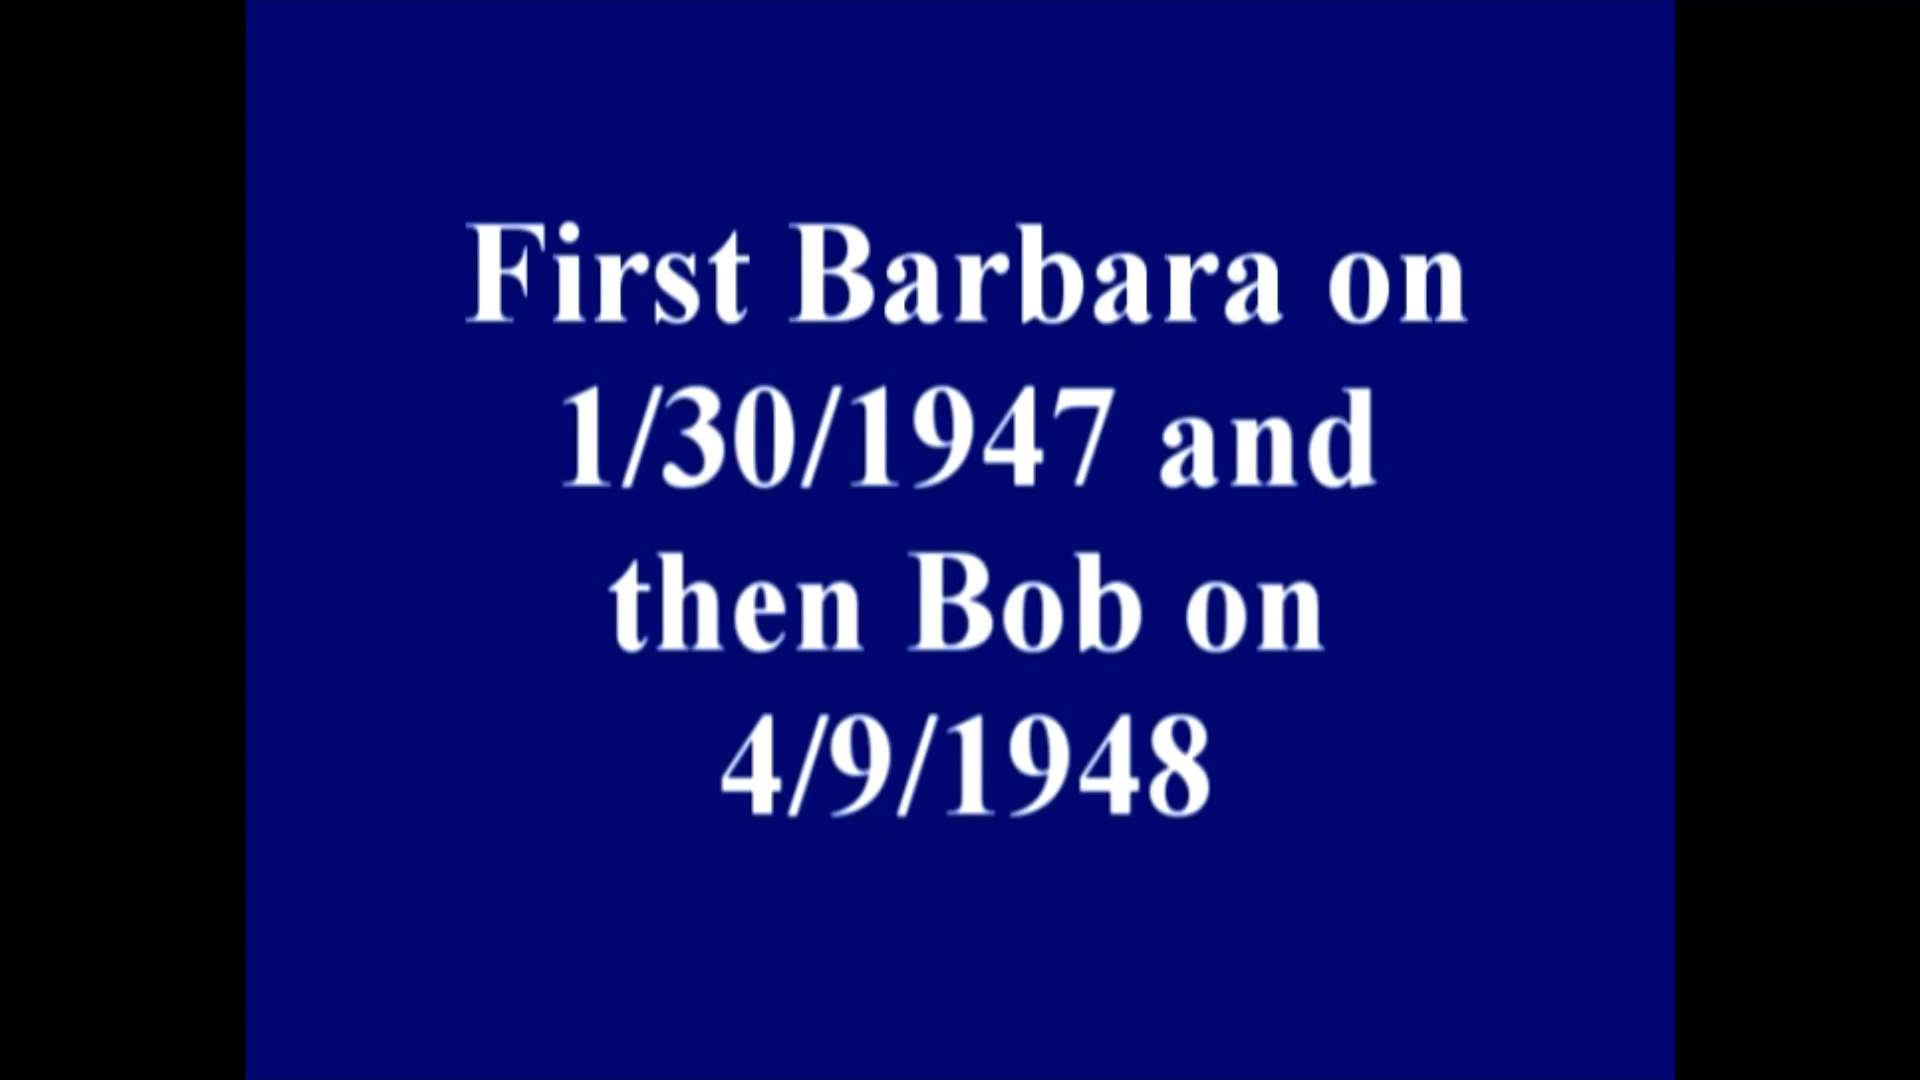 First Barbara on
1/30/1947 and
then Bob on
4/9/1948